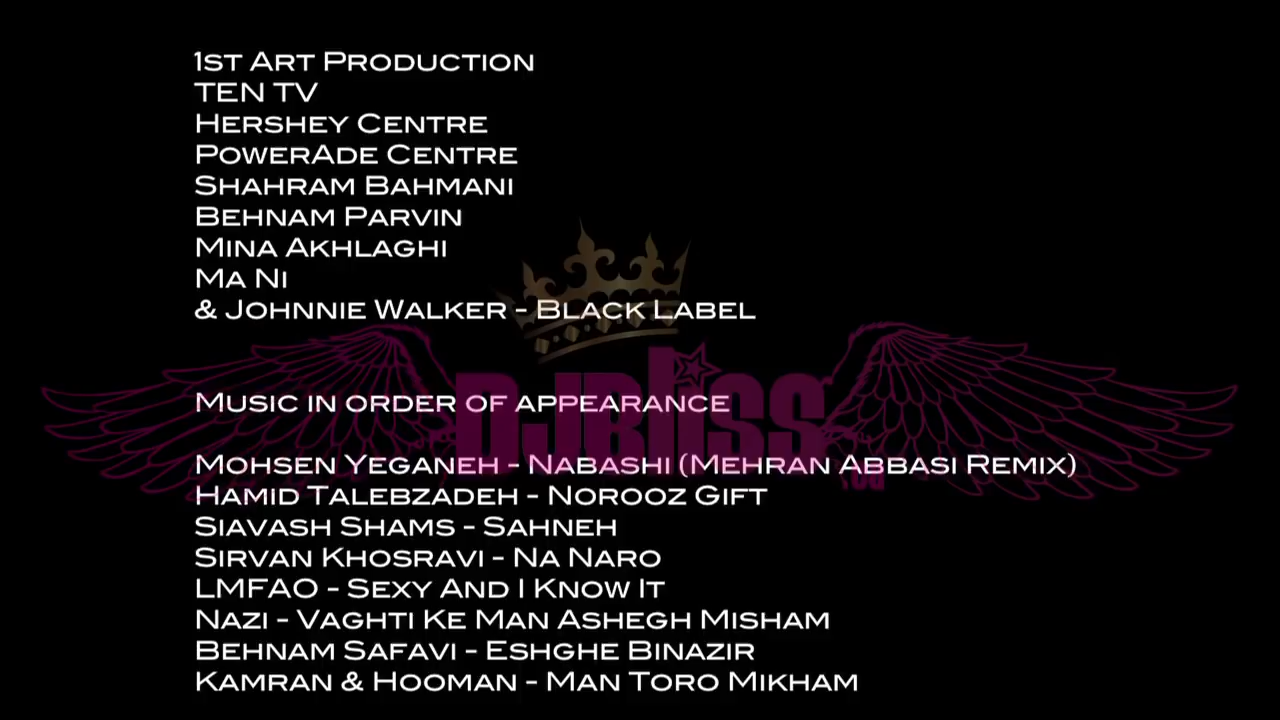 1st Art Production
TEN TV
Hershey Centre
PowerAde Centre
Shahram Bahmani
Behnam Parvin
Mina Akhlaghi
Ma Ni
& Johnnie Walker - Black Label
DJBliss
Music in order of appearance
Mohsen Yeganeh - Nabashi (Mehran Abbasi Remix)
Hamid Talebzadeh - Norooz Gift
Siavash Shams - Sahneh
Sirvan Khosravi - Na Naro
LMFAO - Sexy And I Know It
Nazi - Vaghti Ke Man Ashegh Misham
Behnam Safavi - Eshghe Binazir
Kamran & Hooman - Man Toro Mikham